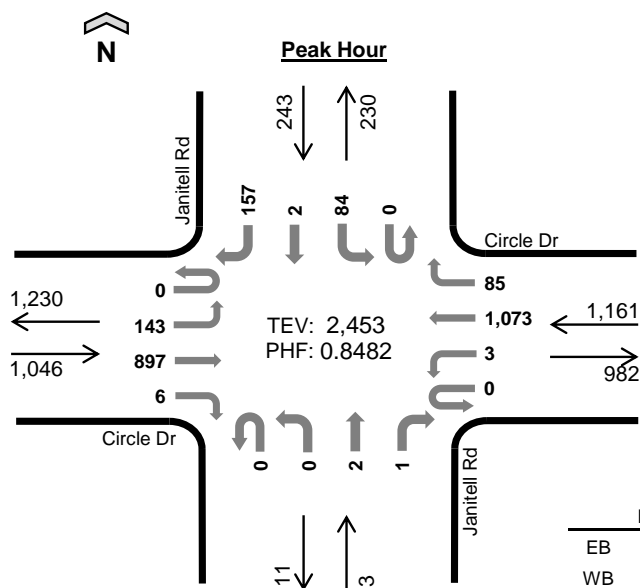 N
Peak Hour
243
230
Janitell Rd
157
2
84
0
Circle Dr
0
85
1,230
143
TEV: 2,453
1,073
1,161
897
PHF: 0.8482
3
1,046
982
6
0
Circle Dr
0
0
2
1
Janitell Rd
11
3
EB
WB